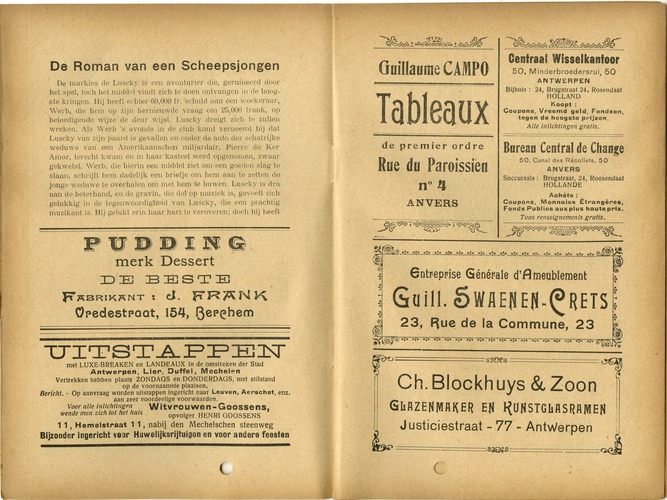 De Roman van een Scheepsjongen
De markies de Luscky is een avonturier die, geruineerd door
het spel, toch het middel vindt zich te doen ontvangen in de hoog-
ste kringen. Hij heeft echter 60,000 fr. schuld aan een woekeraar,
Werb, die hem op zijn hernieuwde vraag om 25,000 frank, op
beleedigende wijze de deur wijst. Luscky dreigt zich te zullen
wreken. Als Werb 's avonds in de club komt verneemt hij dat
Luscky van zijn paard is gevallen en onder de auto der schatrijke
weduwe van een Amerikaanschen miljardair, Pierre de Ker
Amor, terecht kwam en in haar kasteel werd opgenomen, zwaar
gekwetst. Werb, die hierin een middel ziet om een goeden slag te
slaan, schrijft hem dadelijk een briefje om hem aan te zetten de
jonge weduwe te overhalen om met hem te huwen. Luscky is dra
aan de beterhand, en de gravin, die dol op muziek is, gevoelt zich
gelukkig in de tegenwoordigheid van Luscky, die een prachtig
muzikant is. Hij gelukt erin haar hart te veroveren; doch hij heeft
PUDDING
merk Dessert
DE BESTE
FABRIKANT : J. FRANK
Vredestraat, 154, Berchem
UITSTAPPEN
met LUXE-BREAKEN en LANDEAUX in de omstreken der Stad
Antwerpen, Lier, Duffel, Mechelen
Vertrekken hebben plaats ZONDAGS en DONDERDAGS, met stilstand
op de voornaamste plaatsen.
Bericht. - Op aanvraag worden uitstappen ingericht naar Leuven, Aerschot, enz.
aan zeer voordeelige voorwaarden.
Voor alle inlichtingen
wende men zich tot het huis
Witvrouwen-Goossens,
opvolger HENRI GOOSSENS
11, Hemelstraat 11, nabij den Mechelschen steenweg
Bijzonder ingericht voor Huwelijksrijtuigen en voor andere feesten
Guillaume CAMPO
Tableaux
de premier ordre
Rue du Paroissien
n° 4
ANVERS
Centraal Wisselkantoor
50, Minderbroedersrui, 50
ANTWERPEN
Bijhuis : 24, Brugstraat 24, Rosendaal
HOLLAND
Koopt :
Coupons, Vreemd geld, Fondsen,
tegen de hoogste prijzen.
Alle inlichtingen gratis.
Bureau Central de Change
50, Canal des Récollets, 50
ANVERS
Succursale : Brugstraat, 24, Roosendaal
HOLLANDE
Achète :
Coupons, Monnaies Étrangères,
Fonds Publics aux plus hauts prix.
Tous renseignements gratis.
Entreprise Générale d'Ameublement
Guill. SWAENEN-CRETS
23, Rue de la Commune, 23
Ch. Blockhuys & Zoon
GLAZENMAKER EN KUNSTGLASRAMEN
Justiciestraat - 77 - Antwerpen